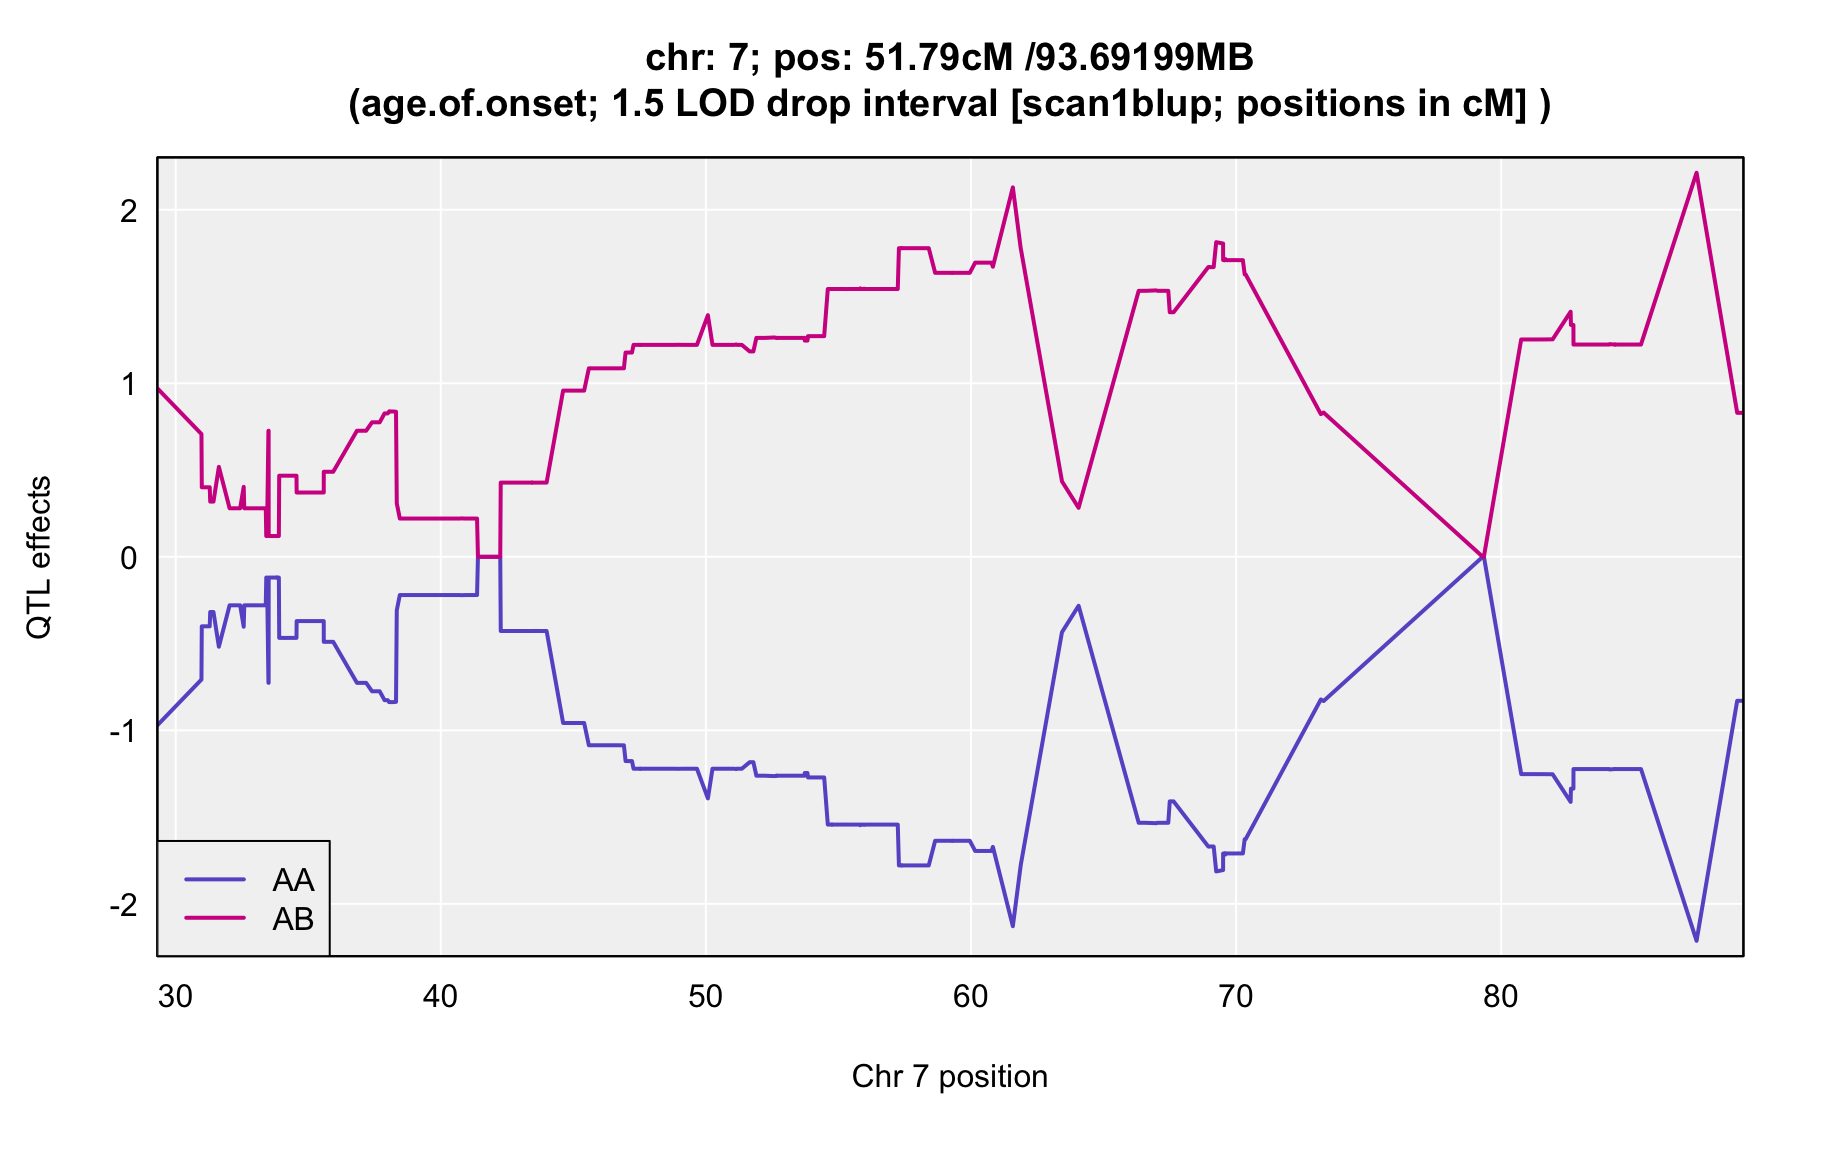 chr: 7; pos: 51.79cM /93.69199MB
(age.of.onset; 1.5 LOD drop interval [scan1blup; positions in cM] )
QTL effects
2
1
0
-1
-2
AA
AB
30 40 50 60 70 80
Chr 7 position